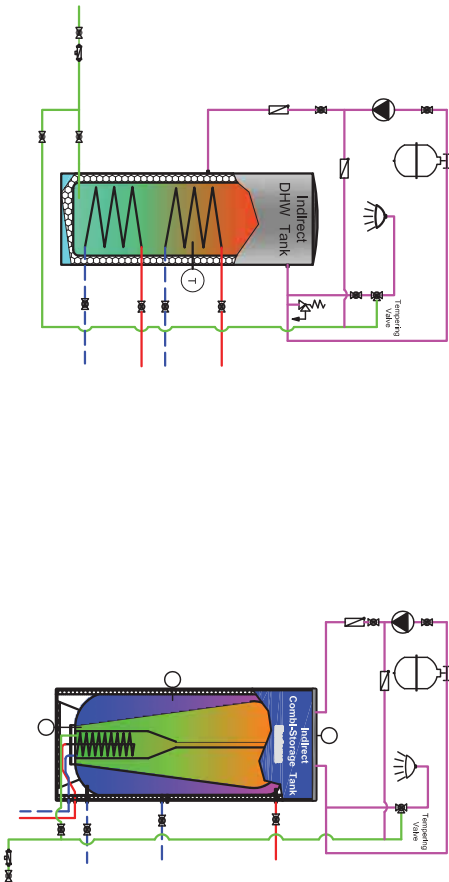 Indirect
DHW Tank
T
Tempering
Valve
Indirect
Combi-Storage Tank
Tempering
Valve